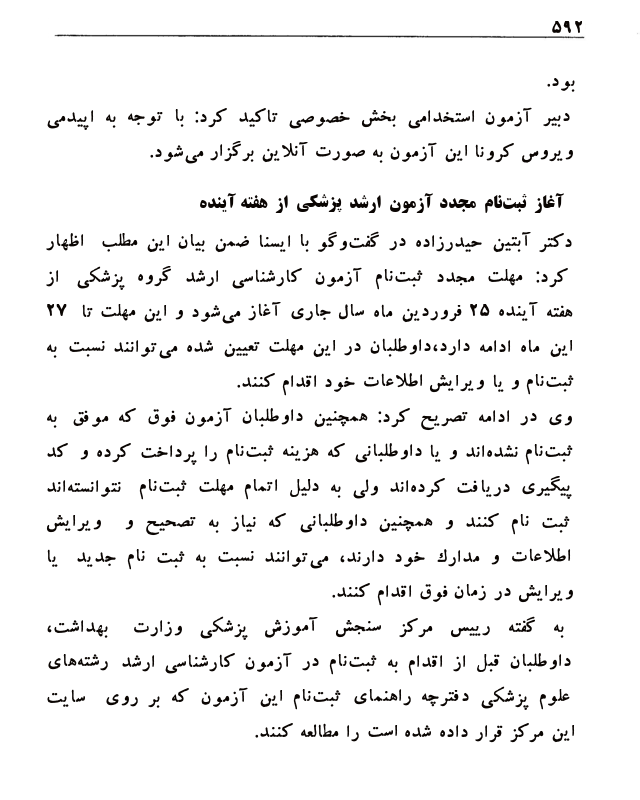 ۵۹۲
بود.
دبیر آزمون استخدامی بخش خصوصی تاکید کرد: با توجه به اپیدمی
ویروس کرونا این آزمون به صورت آنلاین برگزار می‌شود.
آغاز ثبت‌نام مجدد آزمون ارشد پزشکی از هفته آینده
دکتر آبتین حیدرزاده در گفت‌وگو با ایسنا ضمن بیان این مطلب اظهار
کرد: مهلت مجدد ثبت‌نام آزمون کارشناسی ارشد گروه پزشکی از
هفته آینده ۲۵ فروردین ماه سال جاری آغاز می‌شود و این مهلت تا ۲۷
این ماه ادامه دارد،داوطلبان در این مهلت تعیین شده می‌توانند نسبت به
ثبت‌نام و یا ویرایش اطلاعات خود اقدام کنند.
وی در ادامه تصریح کرد: همچنین داوطلبان آزمون فوق که موفق به
ثبت‌نام نشده‌اند و یا داوطلبانی که هزینه ثبت‌نام را پرداخت کرده و کد
پیگیری دریافت کرده‌اند ولی به دلیل اتمام مهلت ثبت‌نام نتوانسته‌اند
ثبت نام کنند و همچنین داوطلبانی که نیاز به تصحیح و ویرایش
اطلاعات و مدارك خود دارند، می‌توانند نسبت به ثبت نام جدید یا
ویرایش در زمان فوق اقدام کنند.
به گفته رییس مرکز سنجش آموزش پزشکی وزارت بهداشت،
داوطلبان قبل از اقدام به ثبت‌نام در آزمون کارشناسی ارشد رشته‌های
علوم پزشکی دفترچه راهنمای ثبت‌نام این آزمون که بر روی سایت
این مرکز قرار داده شده است را مطالعه کنند.